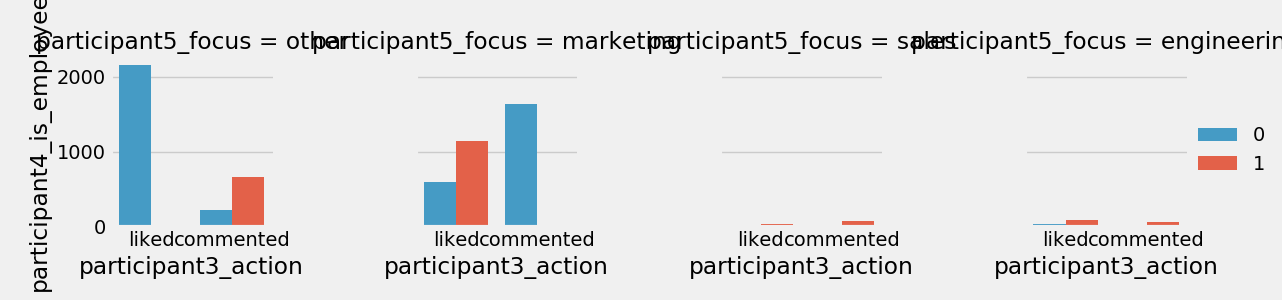 participant5_focus = other
participant5_focus = marketing
participant5_focus = sales
participant5_focus = engineerin
participant4_is_employee
2000
1000
0
0
1
liked commented
liked commented
liked commented
liked commented
participant3_action
participant3_action
participant3_action
participant3_action